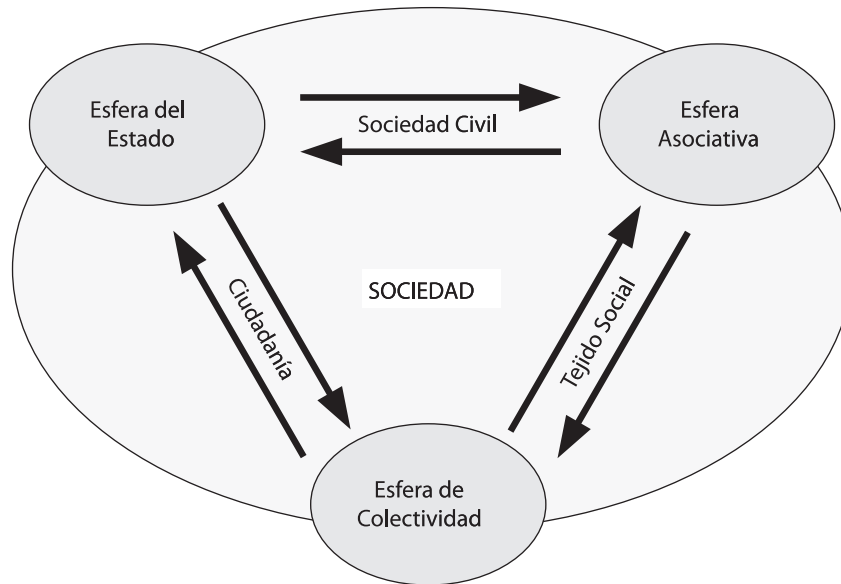 Esfera del
Estado
Sociedad Civil
Esfera
Asociativa
SOCIEDAD
Ciudadanía
Tejido Social
Esfera de
Colectividad